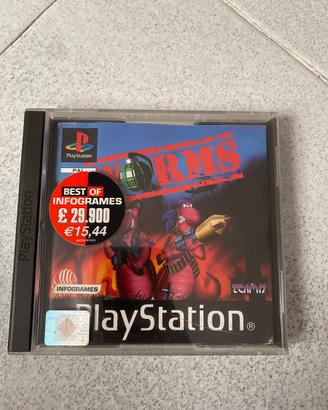 PlayStation
PlayStation
PAL
WORMS
BEST OF
INFOGRAMES
£ 29.900
€15,44
INFOGRAMES
TEAM17
PlayStation®